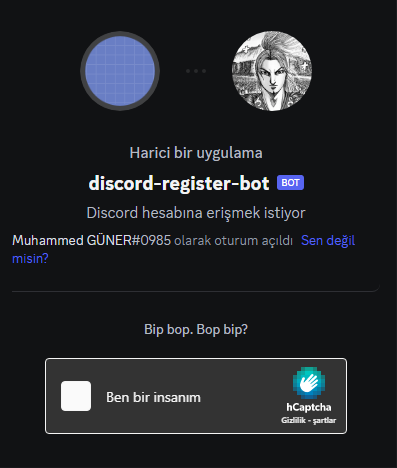 Harici bir uygulama
discord-register-bot BOT
Discord hesabına erişmek istiyor
Muhammed GÜNER#0985 olarak oturum açıldı Sen değil
misin?
Bip bop. Bop bip?
Ben bir insanım
hCaptcha
Gizlilik - şartlar